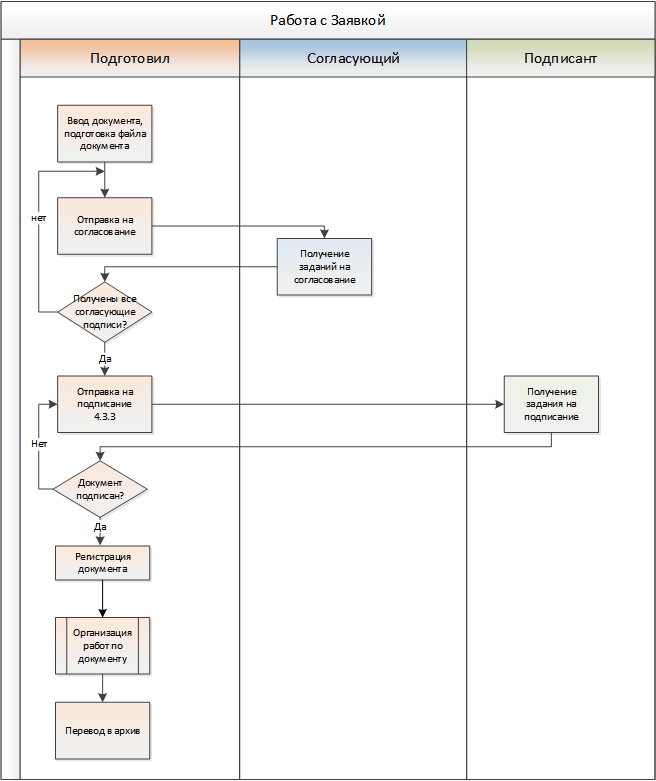 Работа с Заявкой
Подготовил
Согласующий
Подписант
Ввод документа,
подготовка файла
документа
нет
Отправка на
согласование
Получение
заданий на
согласование
Получены все
согласующие
подписи?
Да
Отправка на
подписание
4.3.3
Получение
задания на
подписание
Нет
Документ
подписан?
Да
Регистрация
документа
Организация
работ по
документу
Перевод в архив